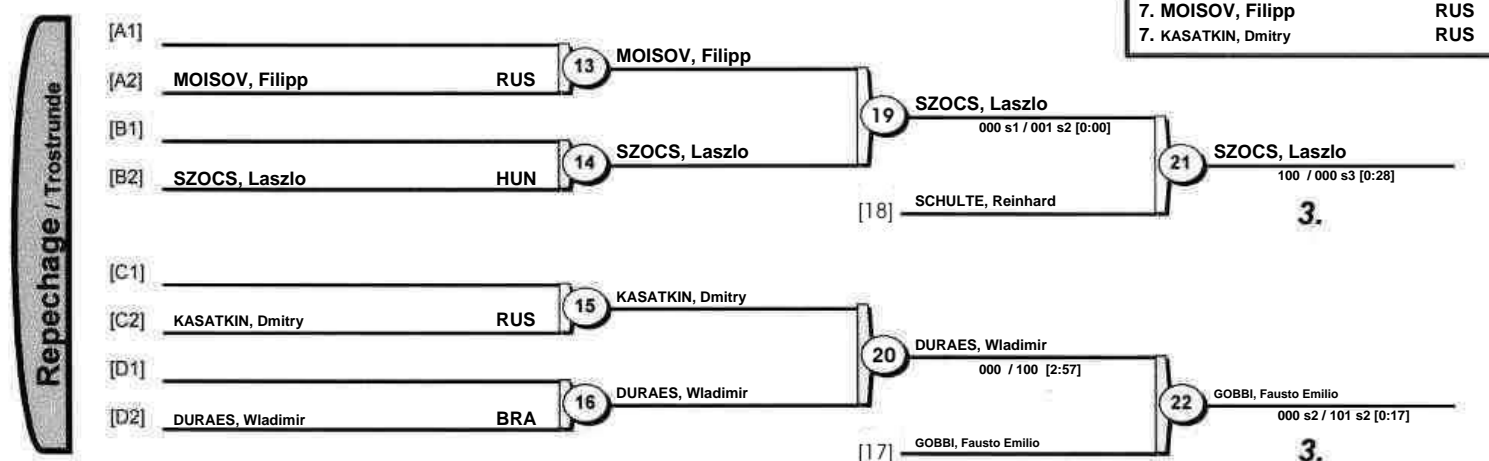 7. MOISOV, Filipp RUS
7. KASATKIN, Dmitry RUS
Repechage / Trostrunde
[A1]
[A2] MOISOV, Filipp RUS
13 MOISOV, Filipp
[B1]
[B2] SZOCS, Laszlo HUN
14 SZOCS, Laszlo
19 SZOCS, Laszlo
000 s1 / 001 s2 [0:00]
[18] SCHULTE, Reinhard
21 SZOCS, Laszlo
100 / 000 s3 [0:28]
3.
[C1]
[C2] KASATKIN, Dmitry RUS
15 KASATKIN, Dmitry
[D1]
[D2] DURAES, Wladimir BRA
16 DURAES, Wladimir
20 DURAES, Wladimir
000 / 100 [2:57]
[17] GOBBI, Fausto Emilio
22 GOBBI, Fausto Emilio
000 s2 / 101 s2 [0:17]
3.